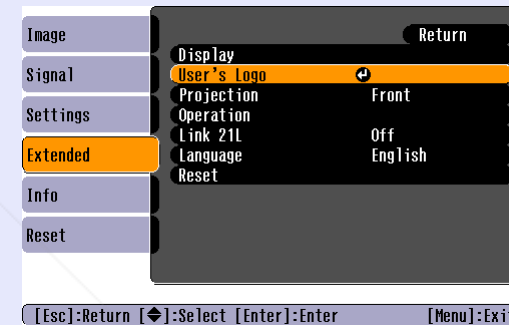 Image
Signal
Settings
Extended
Info
Reset
Return
Display
User's Logo
Projection Front
Operation
Link 21L Off
Language English
Reset
[Esc]:Return [◆]:Select [Enter]:Enter [Menu]:Exit